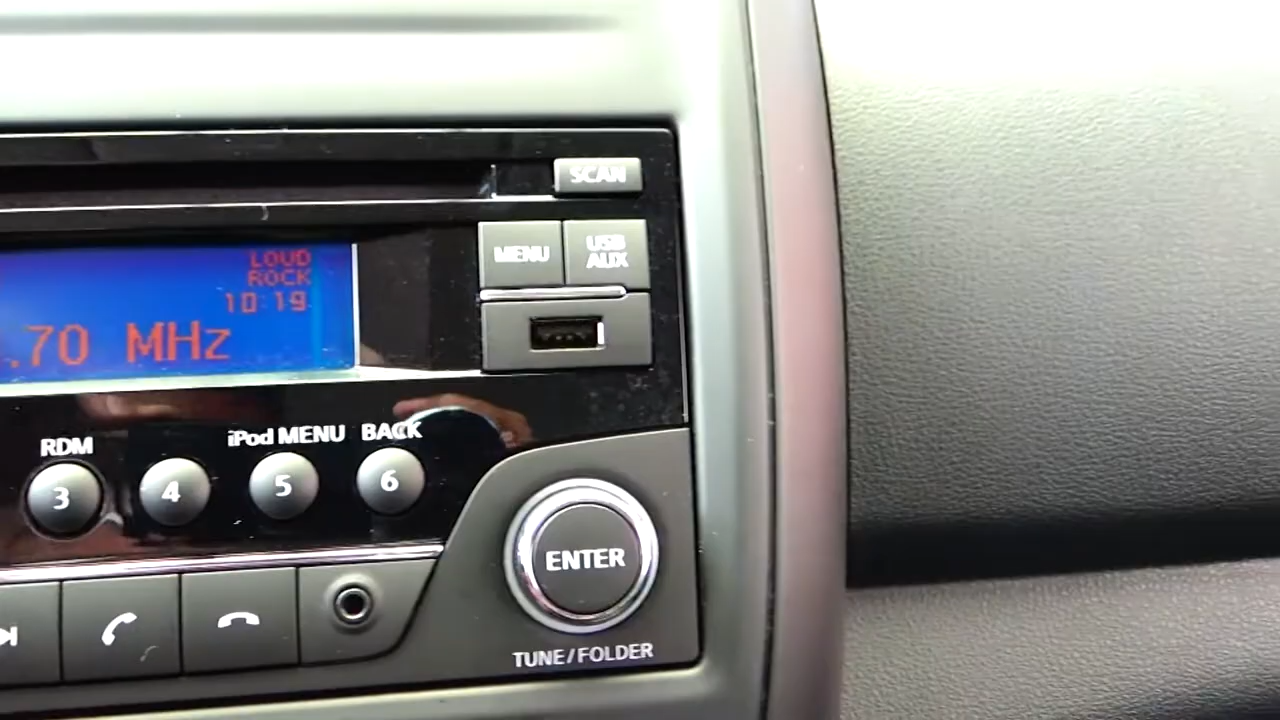 SCAN
MENU
USB
AUX
LOUD
ROCK
10:19
.70 MHz
RDM
iPod MENU
BACK
3
4
5
6
ENTER
TUNE/FOLDER